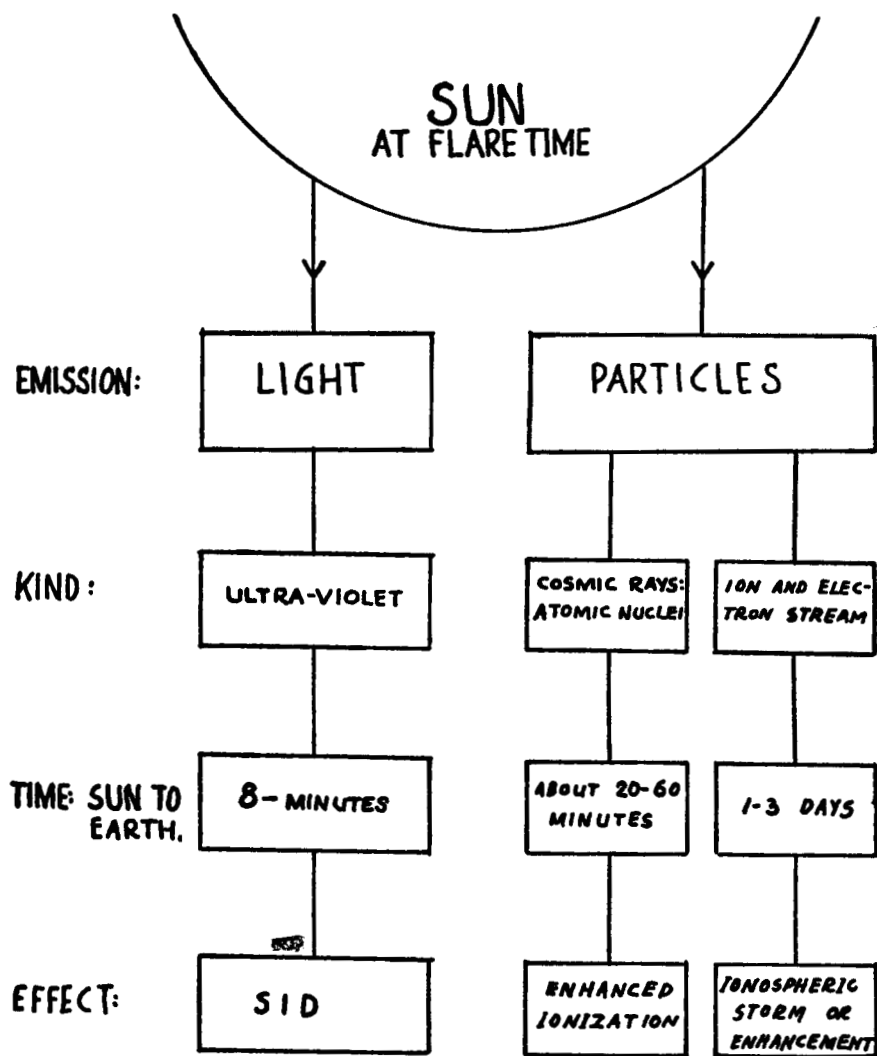 SUN
AT FLARE TIME
EMISSION:
LIGHT
PARTICLES
KIND:
ULTRA-VIOLET
COSMIC RAYS:
ATOMIC NUCLEI
ION AND ELEC-
TRON STREAM
TIME: SUN TO
EARTH.
8-MINUTES
ABOUT 20-60
MINUTES
1-3 DAYS
EFFECT:
SID
ENHANCED
IONIZATION
IONOSPHERIC
STORM OR
ENHANCEMENT